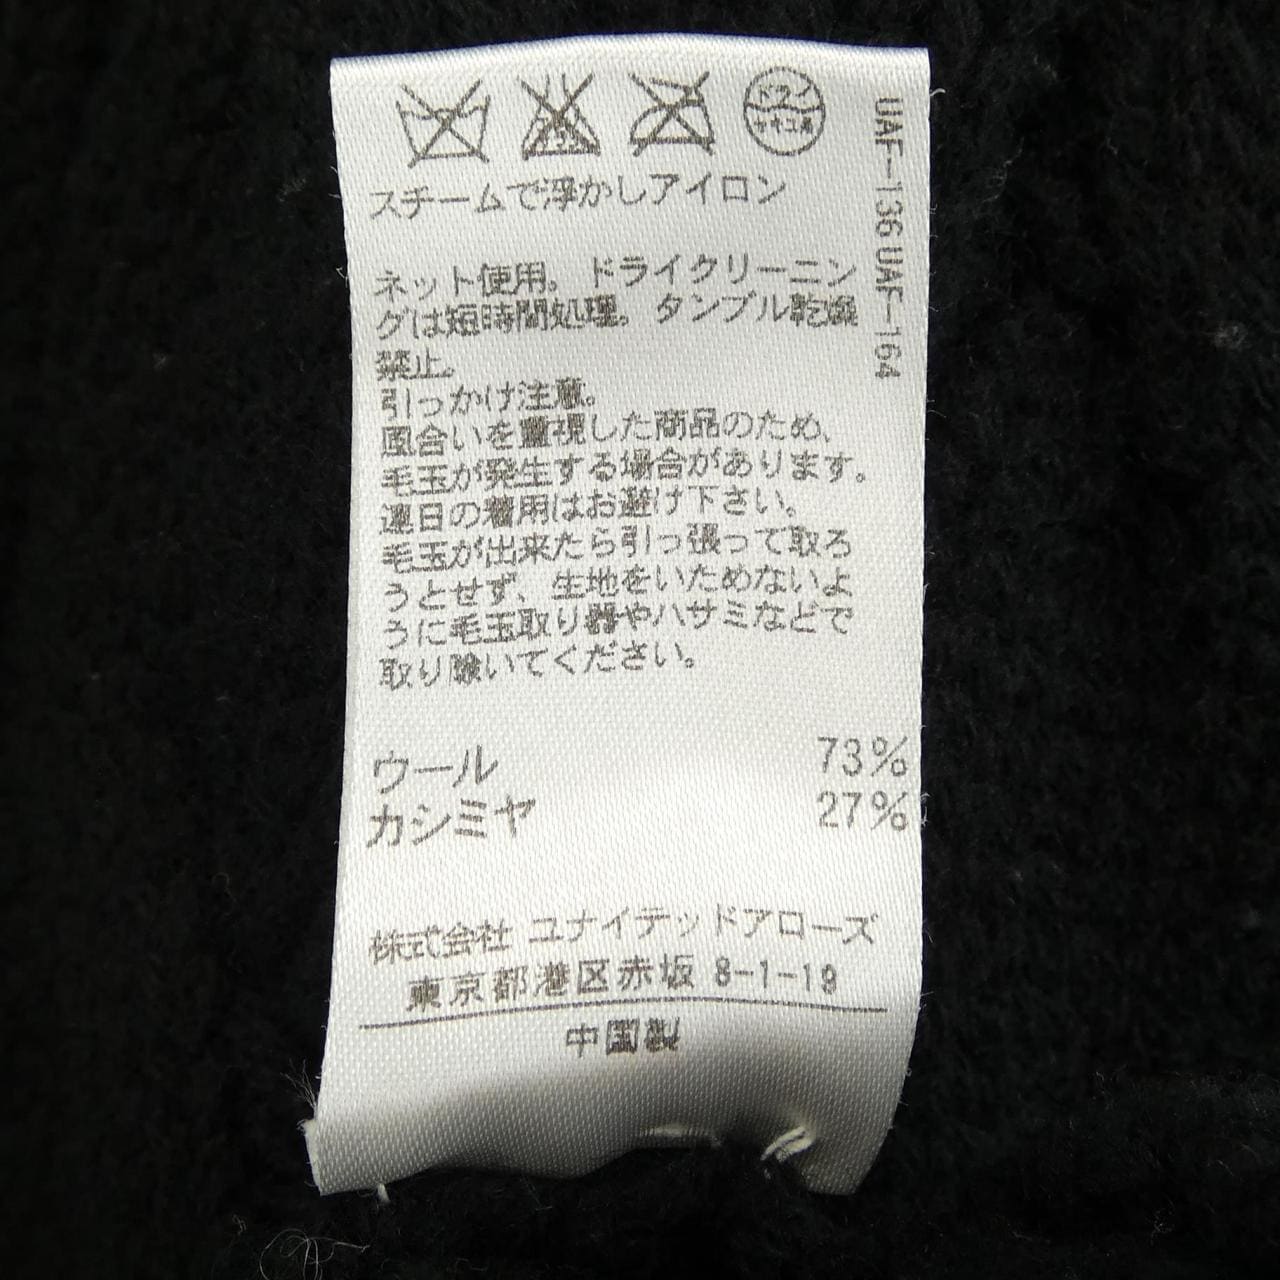 ドライ
セキユ系
スチームで浮かしアイロン
ネット使用。ドライクリーニン
グは短時間処理。タンブル乾燥
禁止。
引っかけ注意。
風合いを重視した商品のため、
毛玉が発生する場合があります。
連日の着用はお避け下さい。
毛玉が出来たら引っ張って取ろ
うとせず、生地をいためないよ
うに毛玉取り器やハサミなどで
取り除いてください。
ウール 73%
カシミヤ 27%
株式会社 ユナイテッドアローズ
東京都港区赤坂 8-1-19
中国製
UAF-136 UAF-164